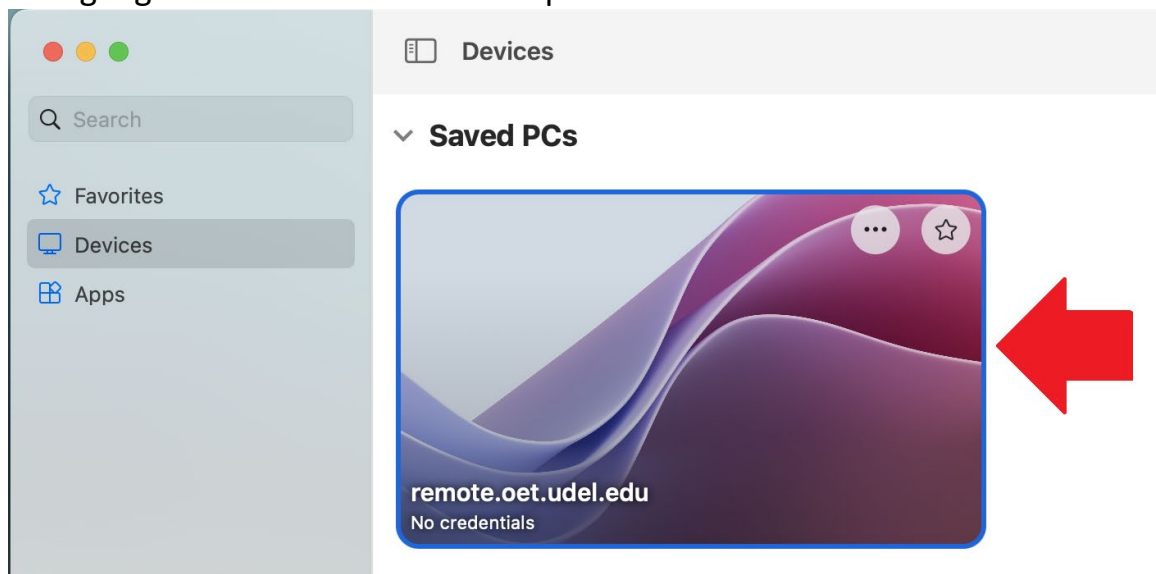 Search
Favorites
Devices
Apps
Devices
Saved PCs
remote.oet.udel.edu
No credentials